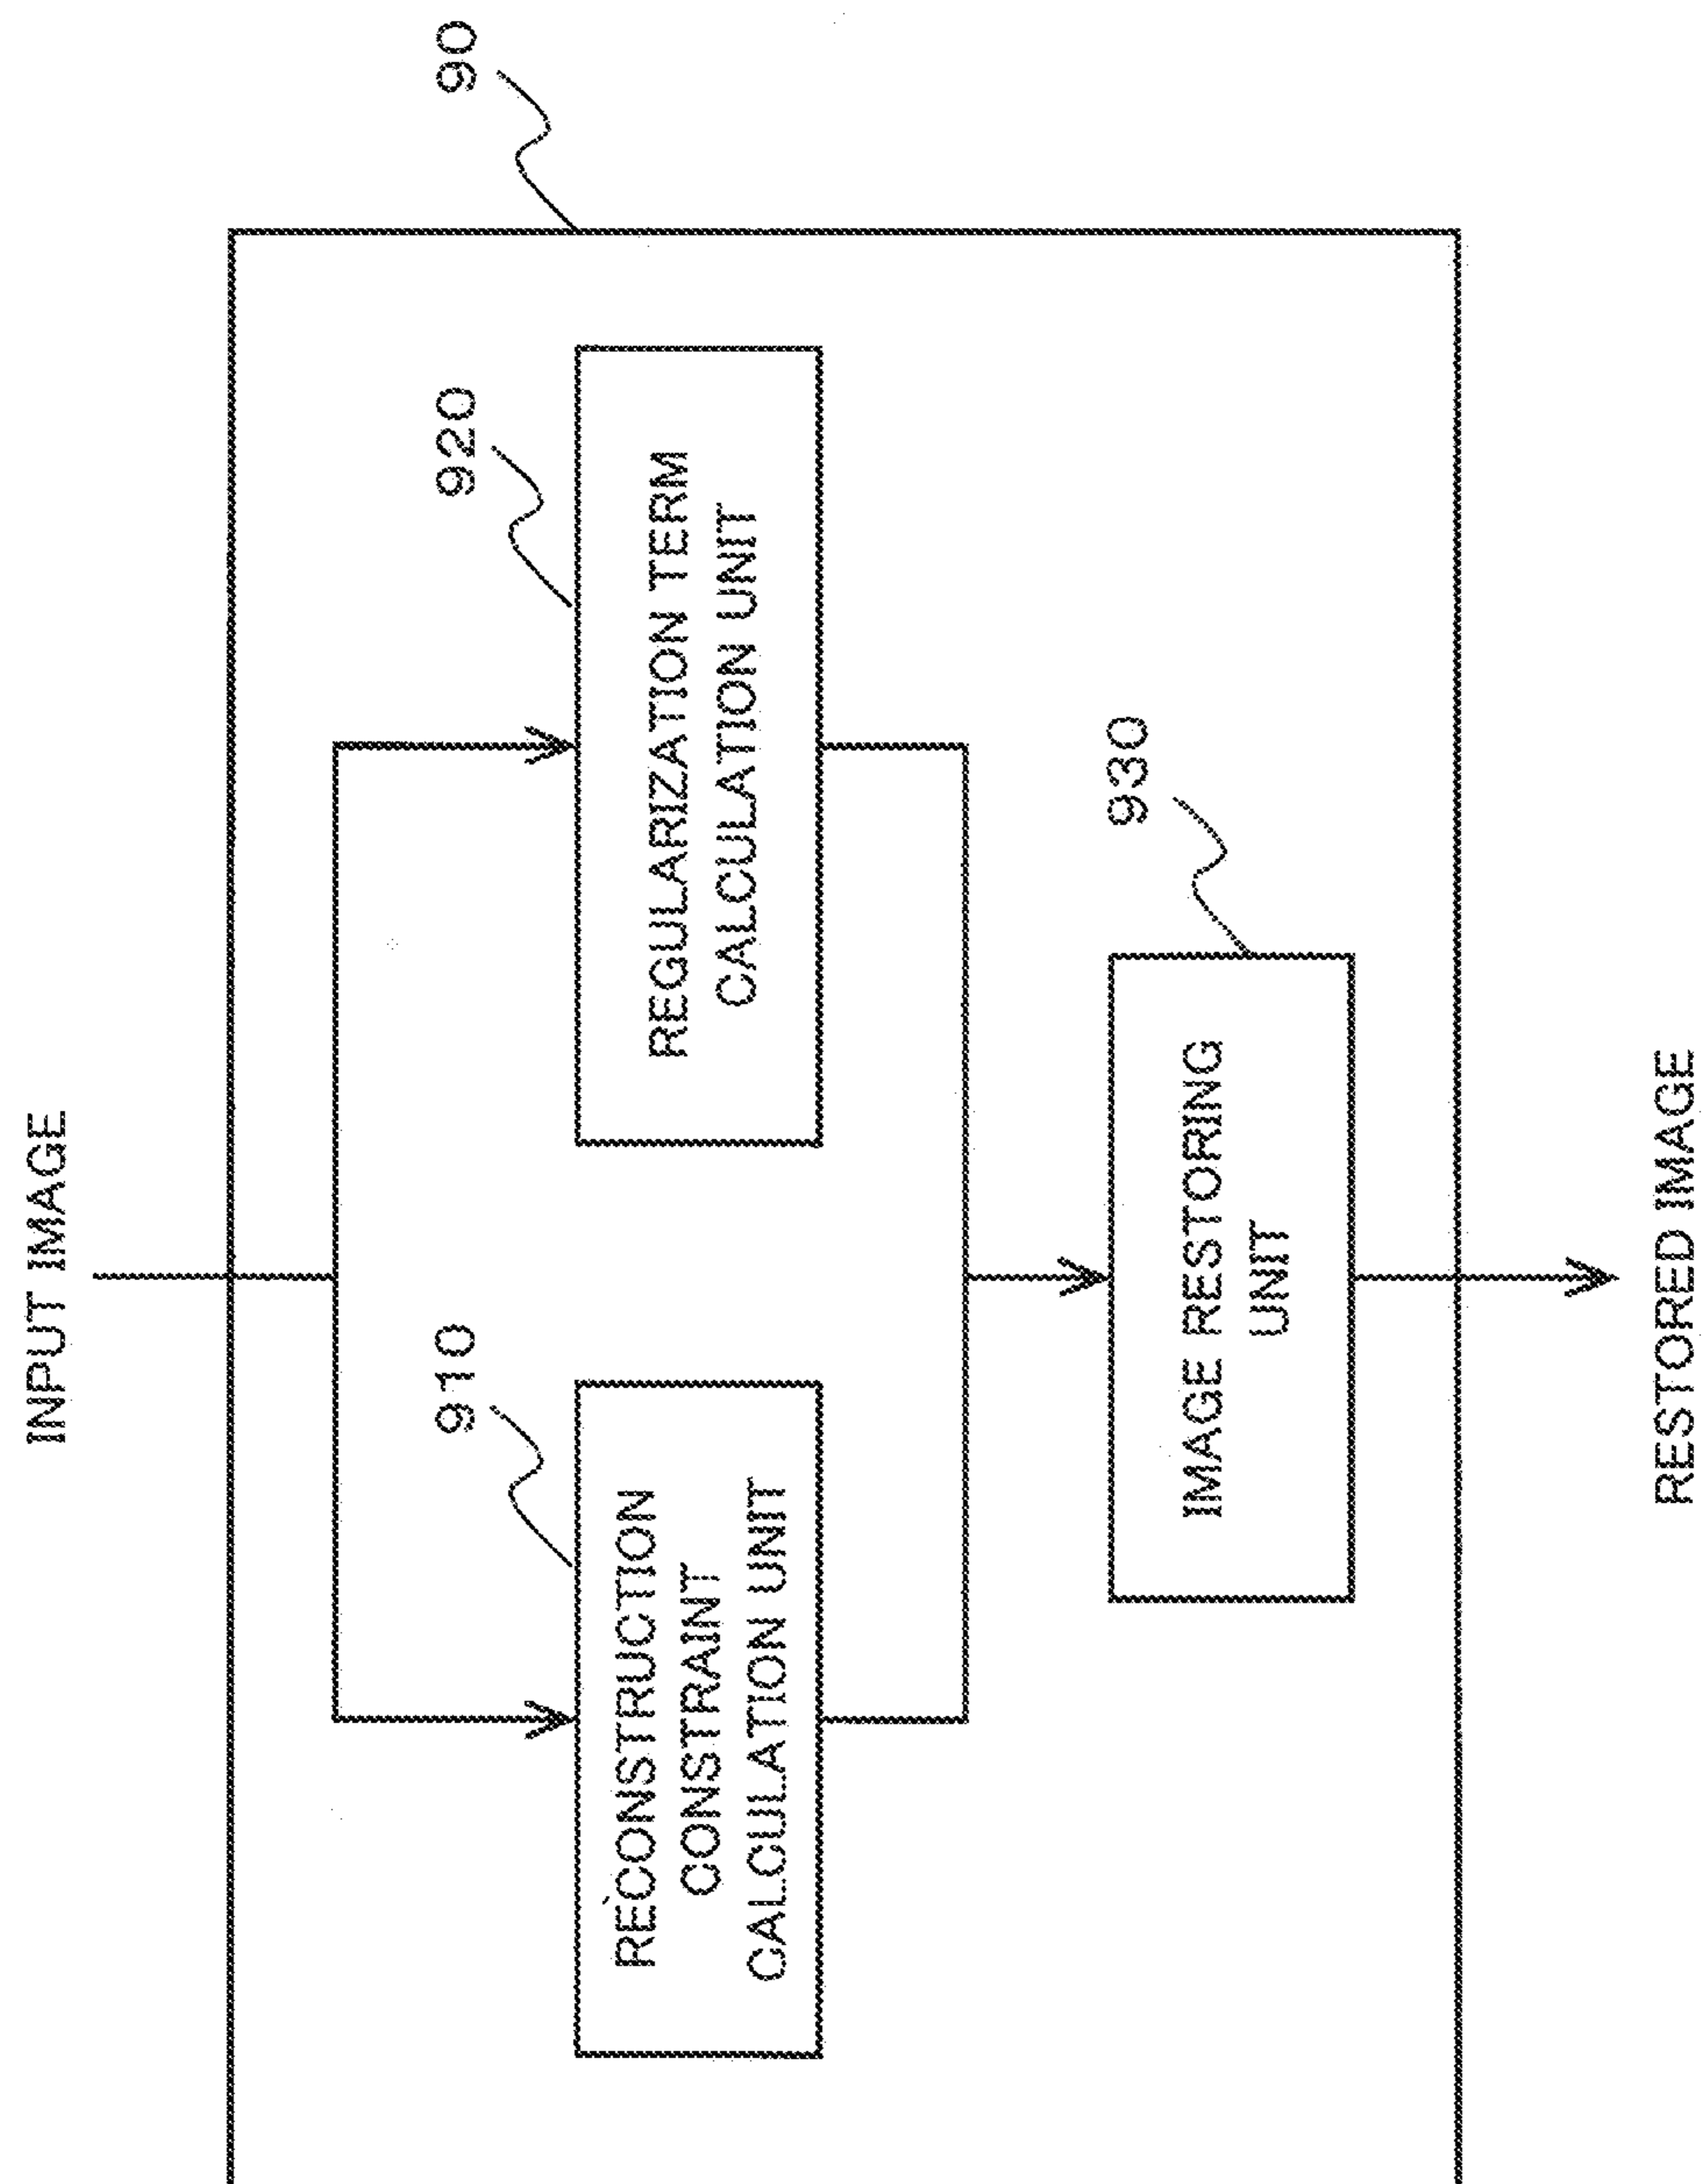 INPUT IMAGE
90
910
920
RECONSTRUCTION
CONSTRAINT
CALCULATION UNIT
REGULARIZATION TERM
CALCULATION UNIT
930
IMAGE RESTORING
UNIT
RESTORED IMAGE